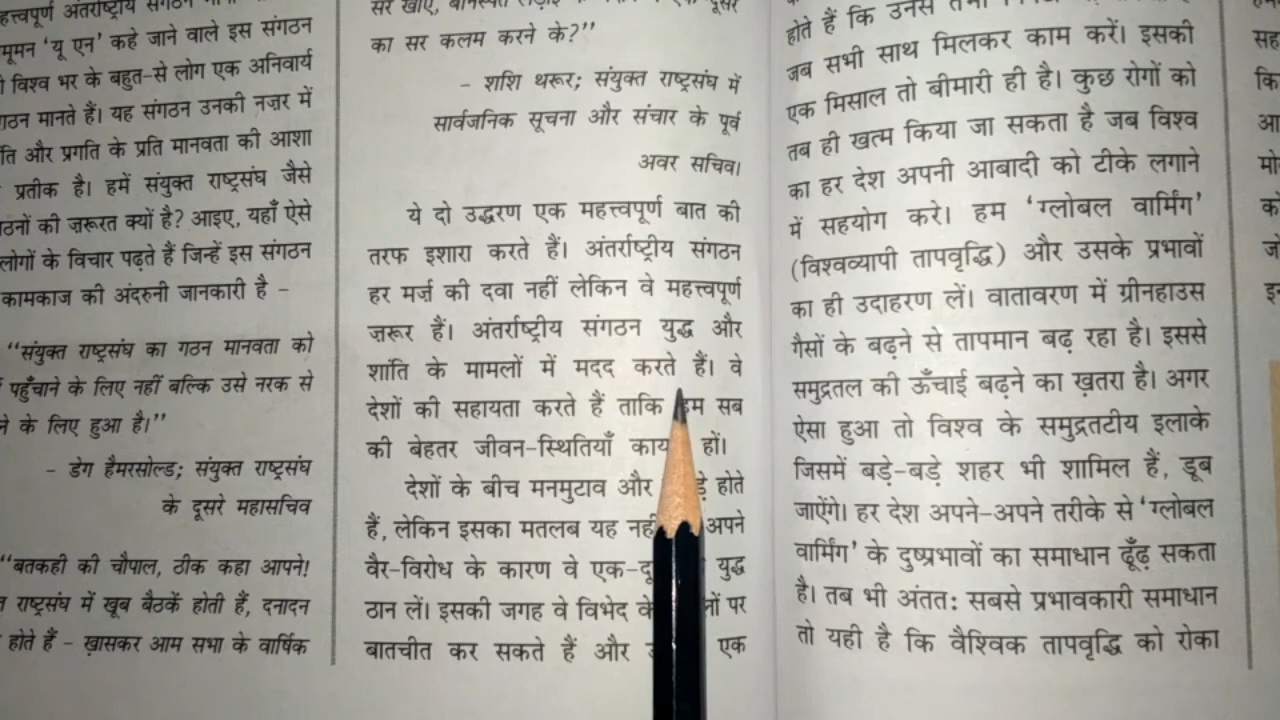 महत्त्वपूर्ण अंतर्राष्ट्रीय संगठन
'यू एन' कहे जाने वाले इस संगठन
विश्व भर के बहुत-से लोग एक अनिवार्य
मानते हैं। यह संगठन उनकी नज़र में
और प्रगति के प्रति मानवता की आशा
प्रतीक है। हमें संयुक्त राष्ट्रसंघ जैसे
की ज़रूरत क्यों है? आइए, यहाँ ऐसे
लोगों के विचार पढ़ते हैं जिन्हें इस संगठन
कामकाज की अंदरुनी जानकारी है -
“संयुक्त राष्ट्रसंघ का गठन मानवता को
पहुँचाने के लिए नहीं बल्कि उसे नरक से
के लिए हुआ है।”
- डेग हैमरसोल्ड; संयुक्त राष्ट्रसंघ
के दूसरे महासचिव
“बतकही की चौपाल, ठीक कहा आपने!
राष्ट्रसंघ में खूब बैठकें होती हैं, दनादन
होते हैं - ख़ासकर आम सभा के वार्षिक
का सर कलम करने के?”
- शशि थरूर; संयुक्त राष्ट्रसंघ में
सार्वजनिक सूचना और संचार के पूर्व
अवर सचिव।
ये दो उद्धरण एक महत्त्वपूर्ण बात की
तरफ इशारा करते हैं। अंतर्राष्ट्रीय संगठन
हर मर्ज की दवा नहीं लेकिन वे महत्त्वपूर्ण
ज़रूर हैं। अंतर्राष्ट्रीय संगठन युद्ध और
शांति के मामलों में मदद करते हैं। वे
देशों की सहायता करते हैं ताकि हम सब
की बेहतर जीवन-स्थितियाँ हों।
देशों के बीच मनमुटाव और होते
हैं, लेकिन इसका मतलब यह अपने
वैर-विरोध के कारण वे युद्ध
ठान लें। इसकी जगह वे विभेद के पर
बातचीत कर सकते हैं और एक
होते हैं कि उनसे
जब सभी साथ मिलकर काम करें। इसकी
एक मिसाल तो बीमारी ही है। कुछ रोगों को
तब ही खत्म किया जा सकता है जब विश्व
का हर देश अपनी आबादी को टीके लगाने
में सहयोग करे। हम ‘ग्लोबल वार्मिंग’
(विश्वव्यापी तापवृद्धि) और उसके प्रभावों
का ही उदाहरण लें। वातावरण में ग्रीनहाउस
गैसों के बढ़ने से तापमान बढ़ रहा है। इससे
समुद्रतल की ऊँचाई बढ़ने का ख़तरा है। अगर
ऐसा हुआ तो विश्व के समुद्रतटीय इलाके
जिसमें बड़े-बड़े शहर भी शामिल हैं, डूब
जाएंगे। हर देश अपने-अपने तरीके से ‘ग्लोबल
वार्मिंग’ के दुष्प्रभावों का समाधान ढूँढ़ सकता
है। तब भी अंतत: सबसे प्रभावकारी समाधान
तो यही है कि वैश्विक तापवृद्धि को रोका